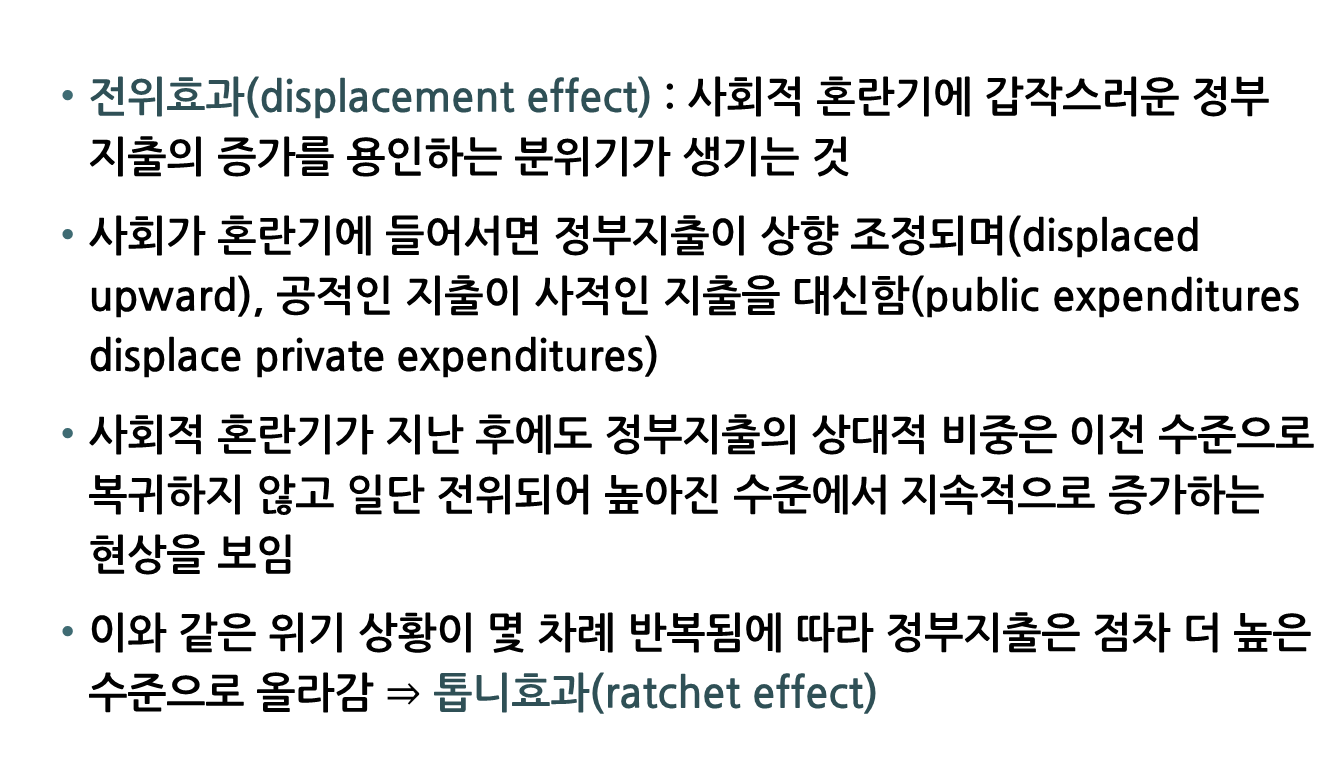 • 전위효과(displacement effect) : 사회적 혼란기에 갑작스러운 정부
지출의 증가를 용인하는 분위기가 생기는 것
• 사회가 혼란기에 들어서면 정부지출이 상향 조정되며(displaced
upward), 공적인 지출이 사적인 지출을 대신함(public expenditures
displace private expenditures)
• 사회적 혼란기가 지난 후에도 정부지출의 상대적 비중은 이전 수준으로
복귀하지 않고 일단 전위되어 높아진 수준에서 지속적으로 증가하는
현상을 보임
• 이와 같은 위기 상황이 몇 차례 반복됨에 따라 정부지출은 점차 더 높은
수준으로 올라감 ⇒ 톱니효과(ratchet effect)